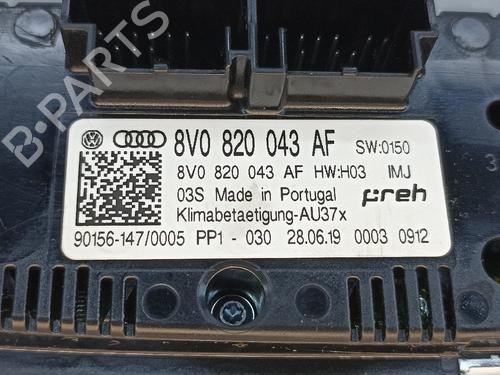 8V0 820 043 AF SW:0150
8V0 820 043 AF HW:H03 IMJ
03S Made in Portugal preh
Klimabetaetigung-AU37x
90156-147/0005 PP1 - 030 28.06.19 0003 0912
B-PARTS
3